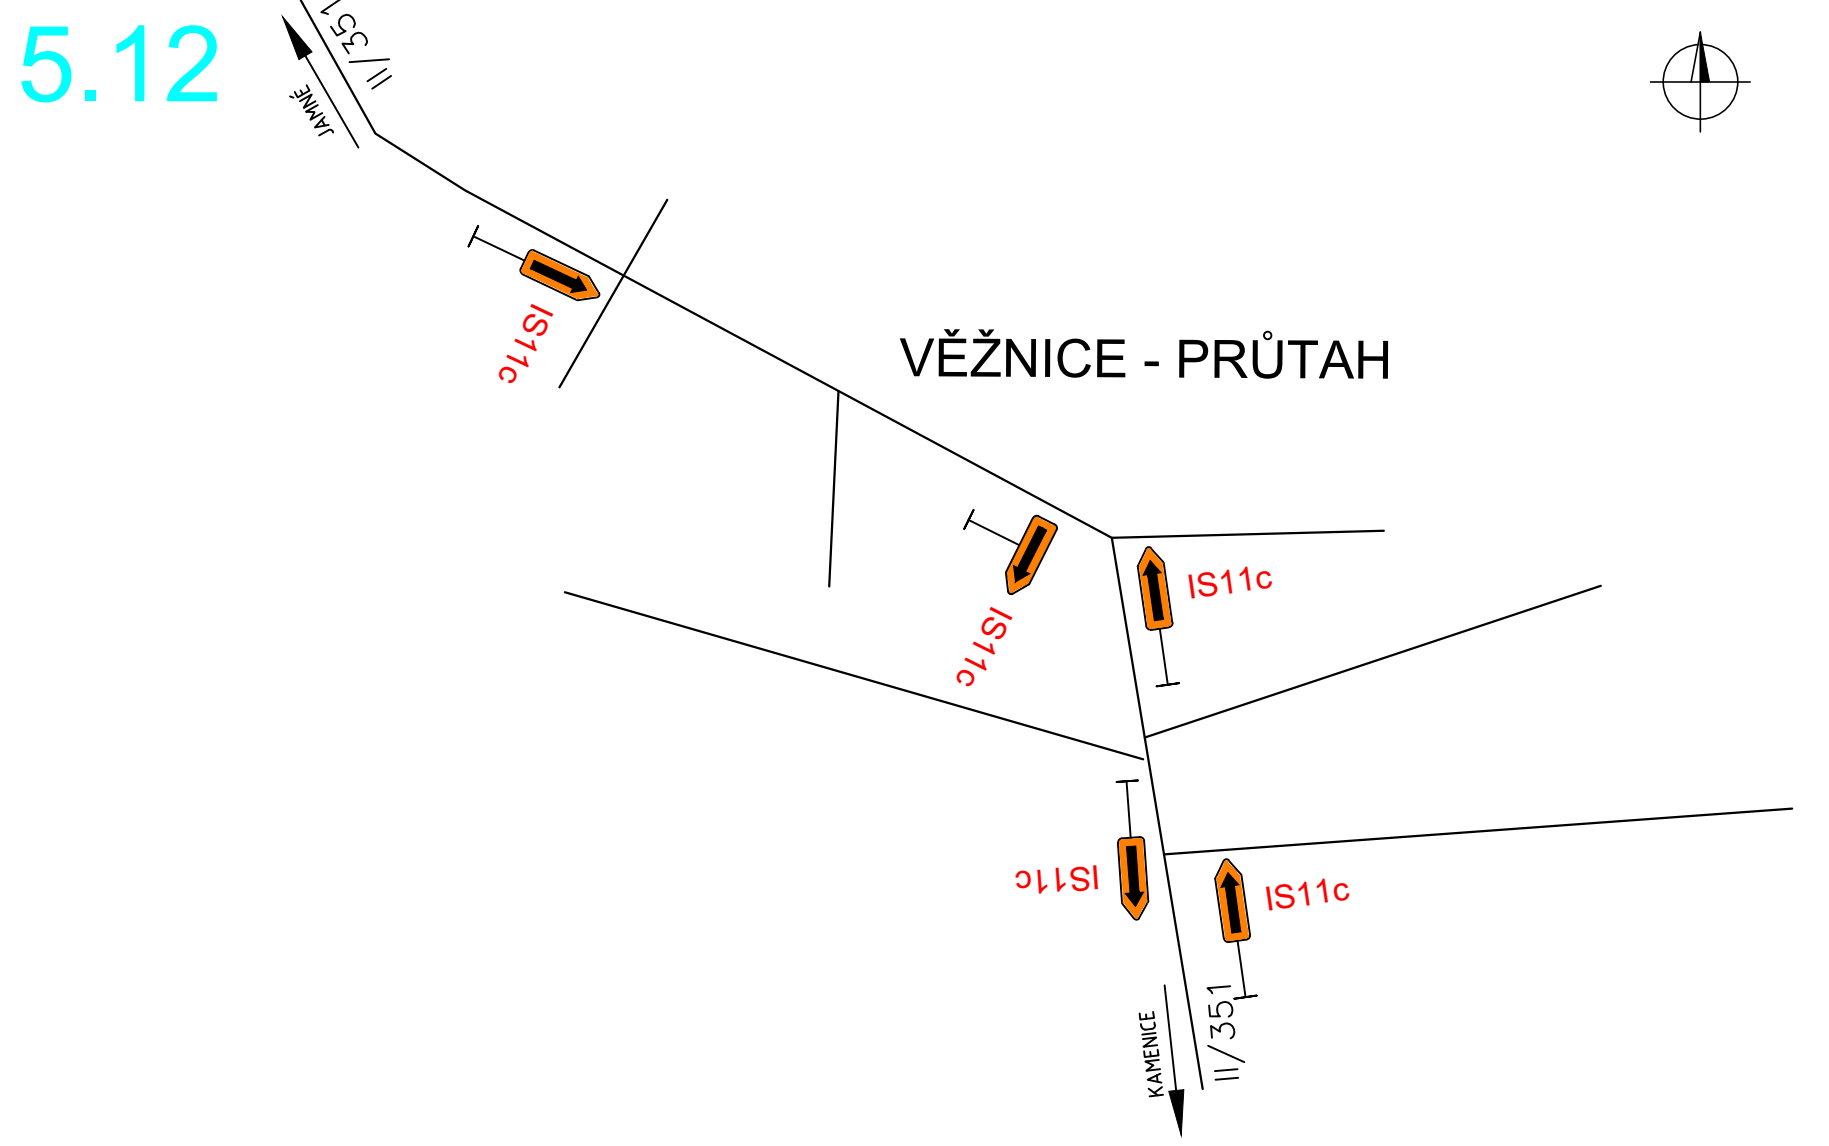 5.12
II/351
JAMNÉ
IS11c
VĚŽNICE - PRŮTAH
IS11c
IS11c
IS11c
IS11c
KAMENICE
II/351